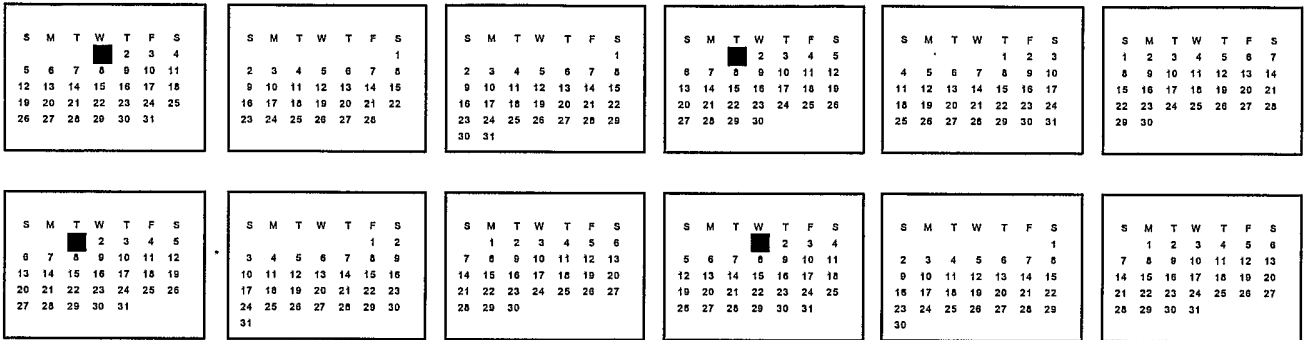 S M T W T F S
2 3 4
5 6 7 8 9 10 11
12 13 14 15 16 17 18
19 20 21 22 23 24 25
26 27 28 29 30 31
S M T W T F S
1
2 3 4 5 6 7 8
9 10 11 12 13 14 15
16 17 18 19 20 21 22
23 24 25 26 27 28
S M T W T F S
1
2 3 4 5 6 7 8
9 10 11 12 13 14 15
16 17 18 19 20 21 22
23 24 25 26 27 28 29
30 31
S M T W T F S
2 3 4 5
6 7 8 9 10 11 12
13 14 15 16 17 18 19
20 21 22 23 24 25 26
27 28 29 30
S M T W T F S
1 2 3
4 5 6 7 8 9 10
11 12 13 14 15 16 17
18 19 20 21 22 23 24
25 26 27 28 29 30 31
S M T W T F S
1 2 3 4 5 6 7
8 9 10 11 12 13 14
15 16 17 18 19 20 21
22 23 24 25 26 27 28
29 30
S M T W T F S
2 3 4 5
6 7 8 9 10 11 12
13 14 15 16 17 18 19
20 21 22 23 24 25 26
27 28 29 30 31
S M T W T F S
1 2
3 4 5 6 7 8 9
10 11 12 13 14 15 16
17 18 19 20 21 22 23
24 25 26 27 28 29 30
31
S M T W T F S
1 2 3 4 5 6
7 8 9 10 11 12 13
14 15 16 17 18 19 20
21 22 23 24 25 26 27
28 29 30
S M T W T F S
2 3 4
5 6 7 8 9 10 11
12 13 14 15 16 17 18
19 20 21 22 23 24 25
26 27 28 29 30 31
S M T W T F S
1
2 3 4 5 6 7 8
9 10 11 12 13 14 15
16 17 18 19 20 21 22
23 24 25 26 27 28 29
30
S M T W T F S
1 2 3 4 5 6
7 8 9 10 11 12 13
14 15 16 17 18 19 20
21 22 23 24 25 26 27
28 29 30 31